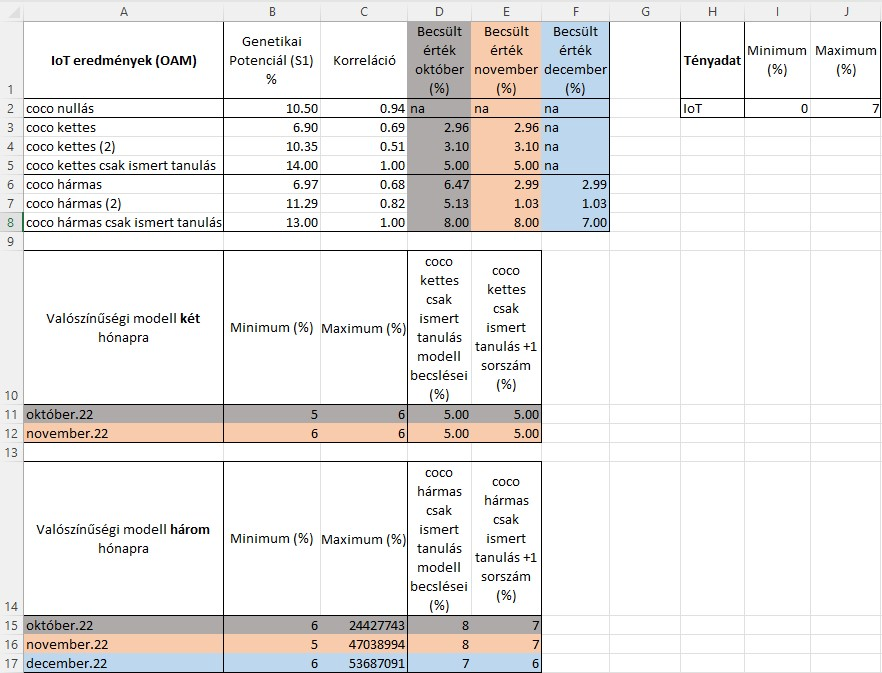 A B C D E F G H I J
1 IoT eredmények (OAM) Genetikai Potenciál (S1) % Korreláció Becsült érték október (%) Becsült érték november (%) Becsült érték december (%) Tényadat Minimum (%) Maximum (%)
2 coco nullás 10.50 0.94 na na na IoT 0 7
3 coco kettes 6.90 0.69 2.96 2.96 na
4 coco kettes (2) 10.35 0.51 3.10 3.10 na
5 coco kettes csak ismert tanulás 14.00 1.00 5.00 5.00 na
6 coco hármas 6.97 0.68 6.47 2.99 2.99
7 coco hármas (2) 11.29 0.82 5.13 1.03 1.03
8 coco hármas csak ismert tanulás 13.00 1.00 8.00 8.00 7.00
9
10 Valószínűségi modell két hónapra Minimum (%) Maximum (%) coco kettes csak ismert tanulás modell becslései (%) coco kettes csak ismert tanulás +1 sorszám (%)
11 október.22 5 6 5.00 5.00
12 november.22 6 6 5.00 5.00
13
14 Valószínűségi modell három hónapra Minimum (%) Maximum (%) coco hármas csak ismert tanulás modell becslései (%) coco hármas csak ismert tanulás +1 sorszám (%)
15 október.22 6 24427743 8 7
16 november.22 5 47038994 8 7
17 december.22 6 53687091 7 6